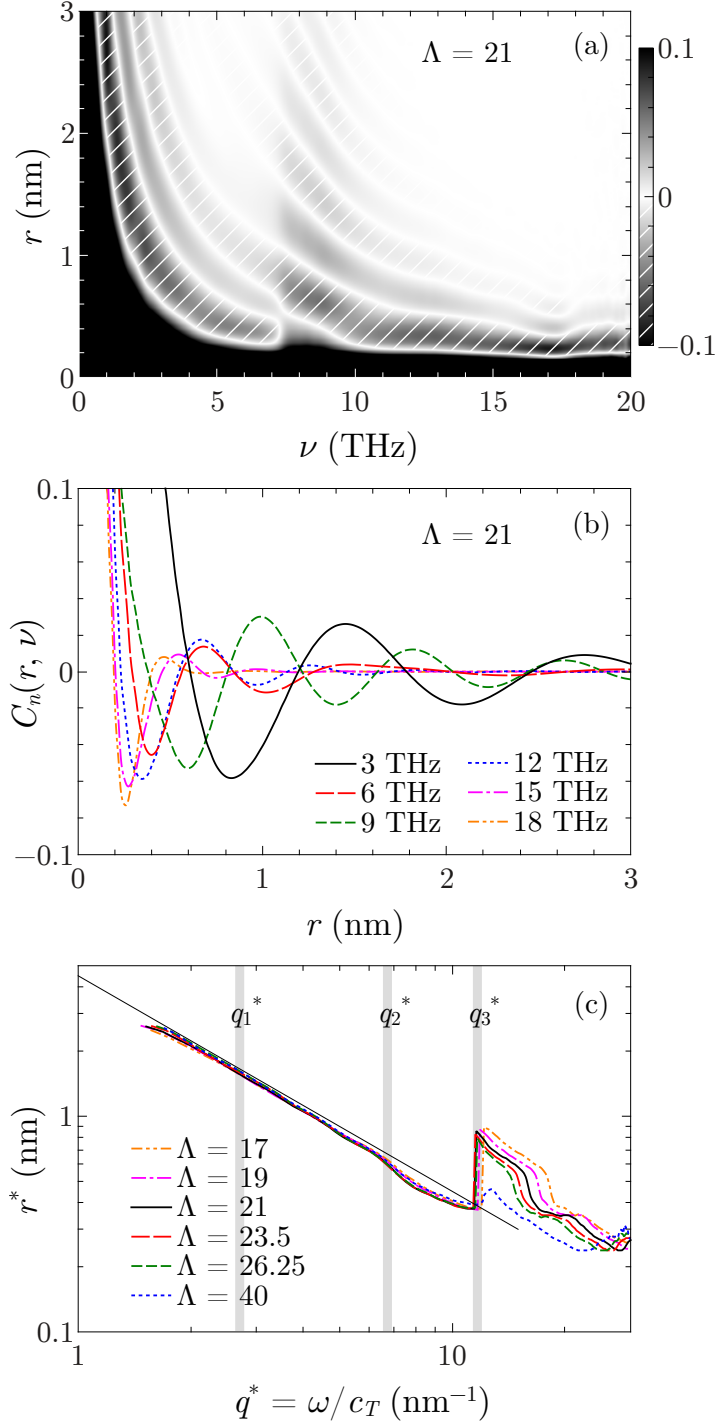 3
(a)
Λ = 21
0.1
2
r (nm)
0
1
0
−0.1
0
5
10
15
20
ν (THz)
0.1
(b)
Λ = 21
Cn(r, ν)
0
3 THz
12 THz
6 THz
15 THz
9 THz
18 THz
−0.1
0
1
2
3
r (nm)
q1*
q2*
q3*
(c)
1
r* (nm)
Λ = 17
Λ = 19
Λ = 21
Λ = 23.5
Λ = 26.25
Λ = 40
0.1
1
10
q* = ω/cT (nm−1)